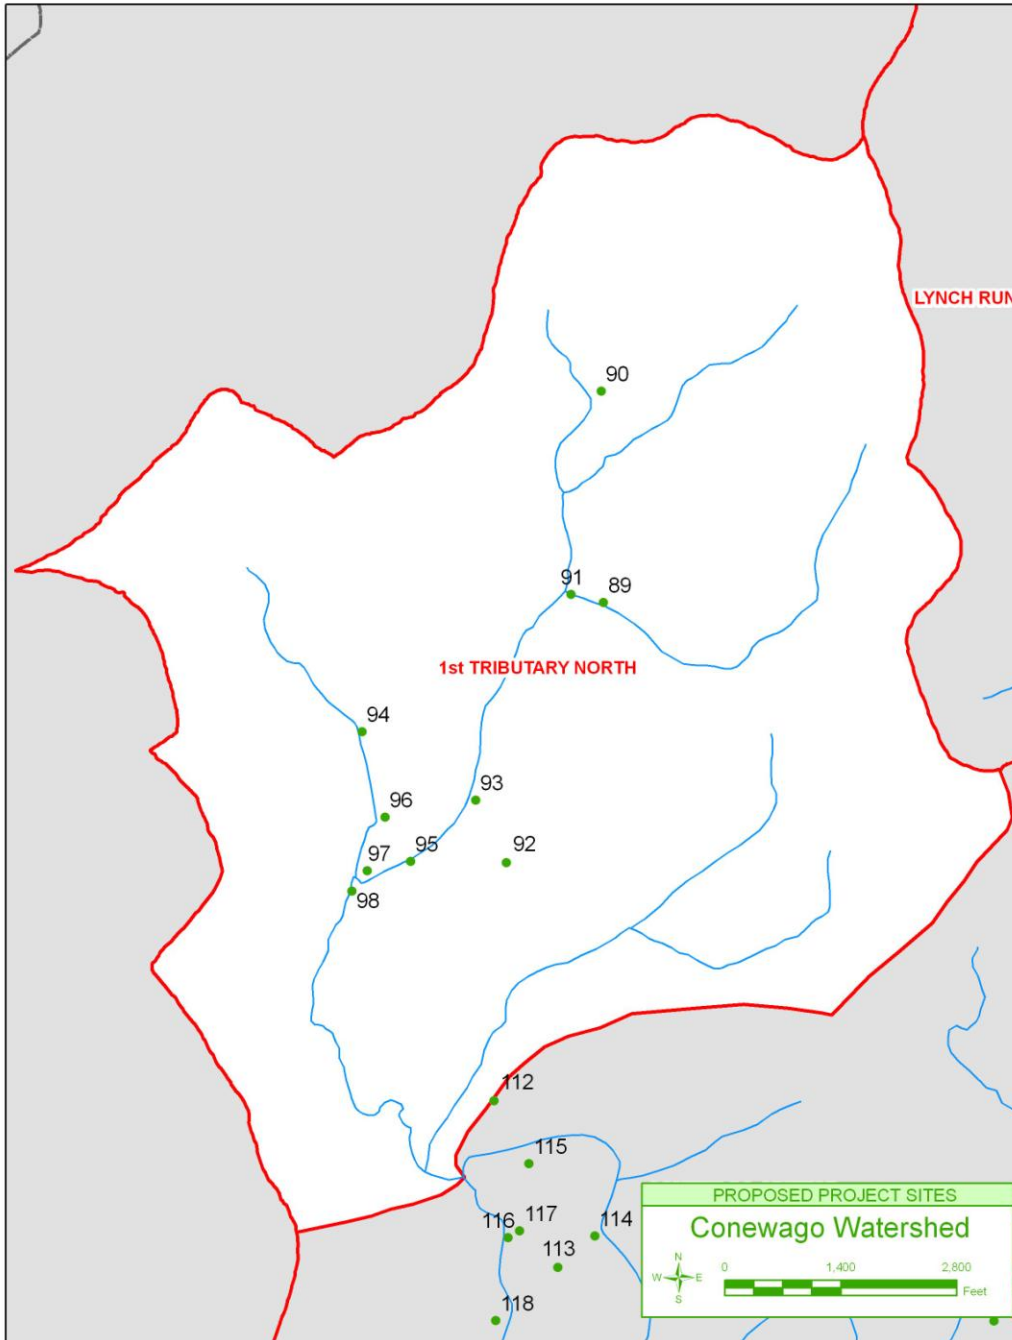 LYNCH RUN
90
91
89
1st TRIBUTARY NORTH
94
93
96
95
92
97
98
112
115
117
116
114
113
118
PROPOSED PROJECT SITES
Conewago Watershed
N
W E
S
0 1,400 2,800
Feet